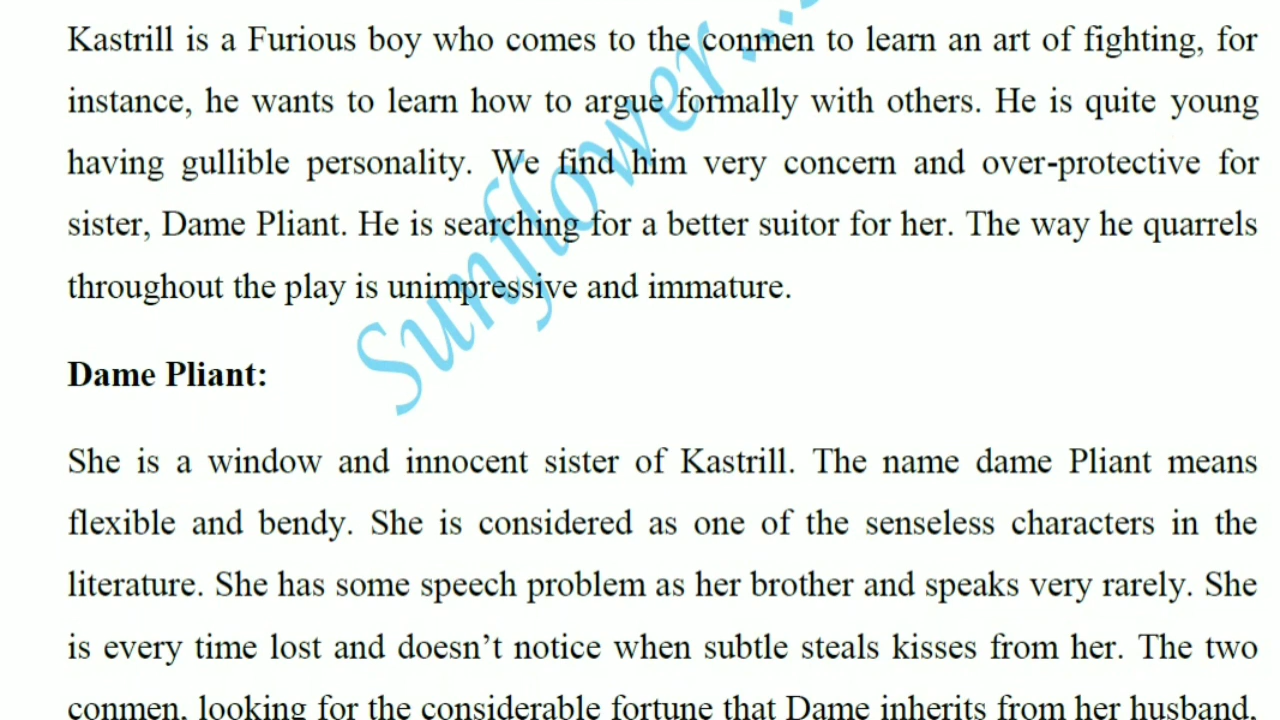 Kastrill is a Furious boy who comes to the conmen to learn an art of fighting, for
instance, he wants to learn how to argue formally with others. He is quite young
having gullible personality. We find him very concern and over-protective for
sister, Dame Pliant. He is searching for a better suitor for her. The way he quarrels
throughout the play is unimpressive and immature.
Dame Pliant:
She is a window and innocent sister of Kastrill. The name dame Pliant means
flexible and bendy. She is considered as one of the senseless characters in the
literature. She has some speech problem as her brother and speaks very rarely. She
is every time lost and doesn’t notice when subtle steals kisses from her. The two
conmen, looking for the considerable fortune that Dame inherits from her husband,
Sunflower....